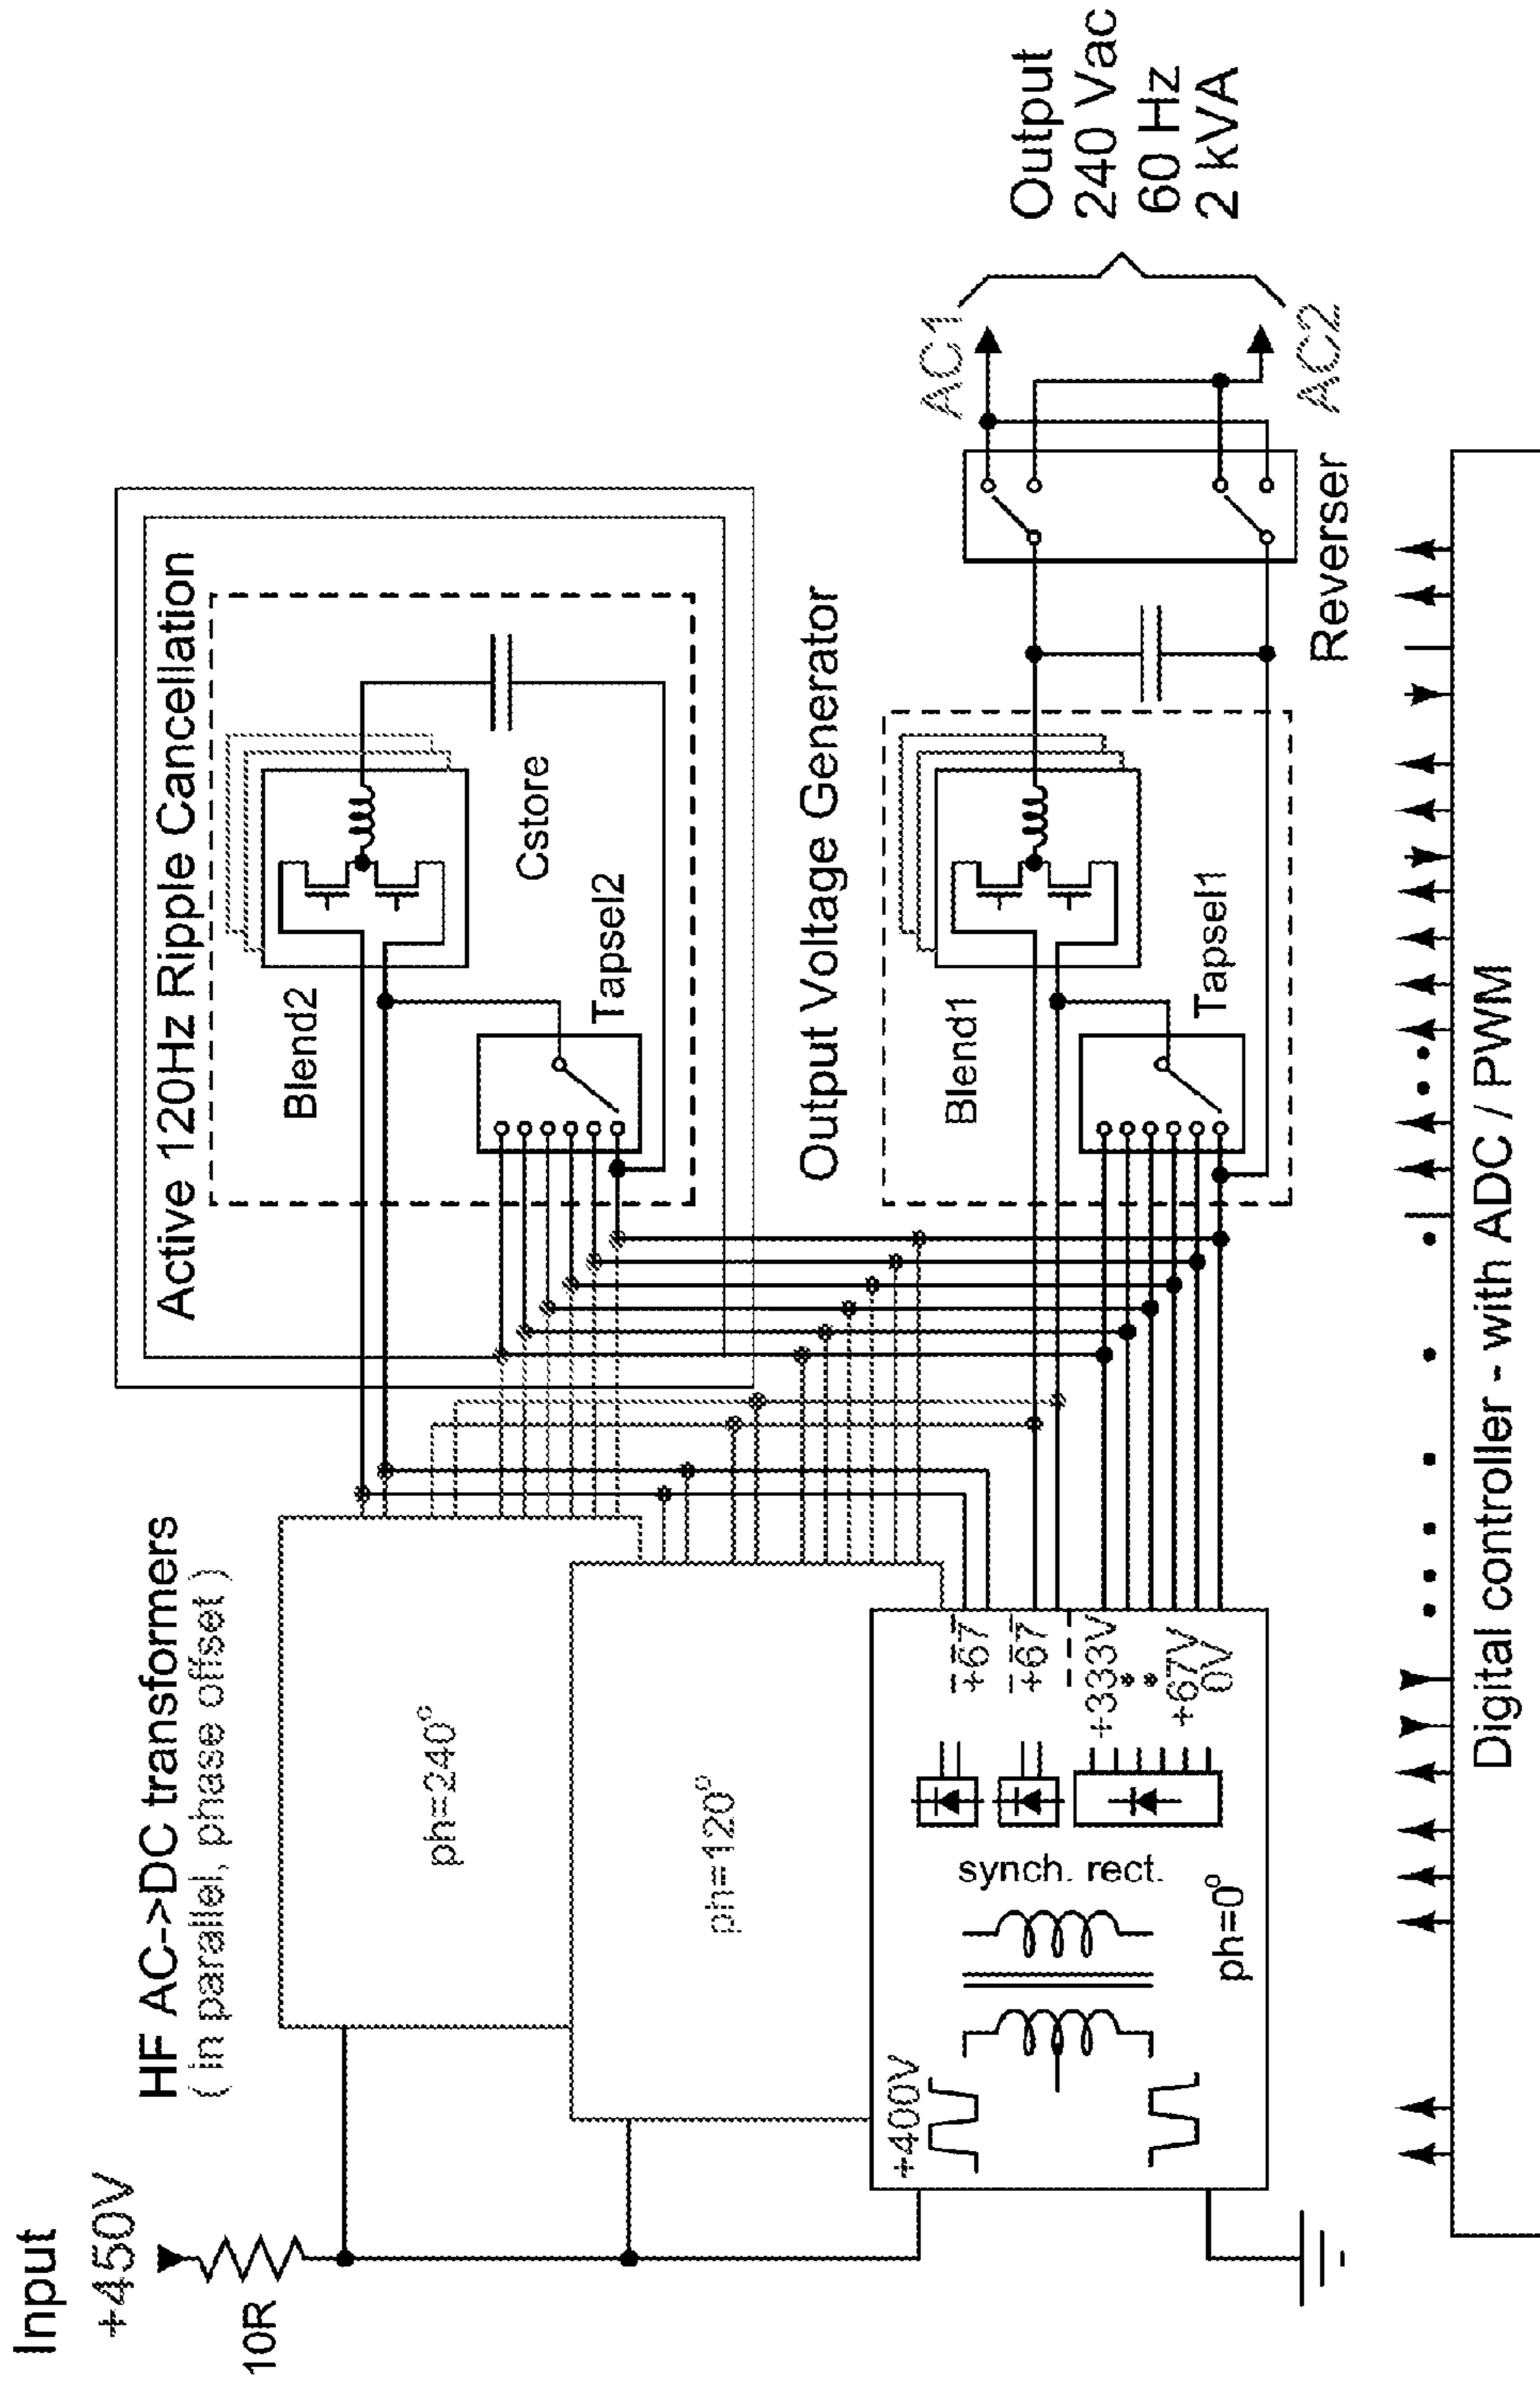 Input
+450V
10R
HF AC->DC transformers
( in parallel, phase offset )
ph=240°
ph=120°
+400V
synch. rect.
ph=0°
+67
+67
+333V
+67V
0V
Active 120Hz Ripple Cancellation
Blend2
Tapsel2
Cstore
Output Voltage Generator
Blend1
Tapsel1
Reverser
AC1
AC2
Output
240 Vac
60 Hz
2 kVA
Digital controller - with ADC / PWM